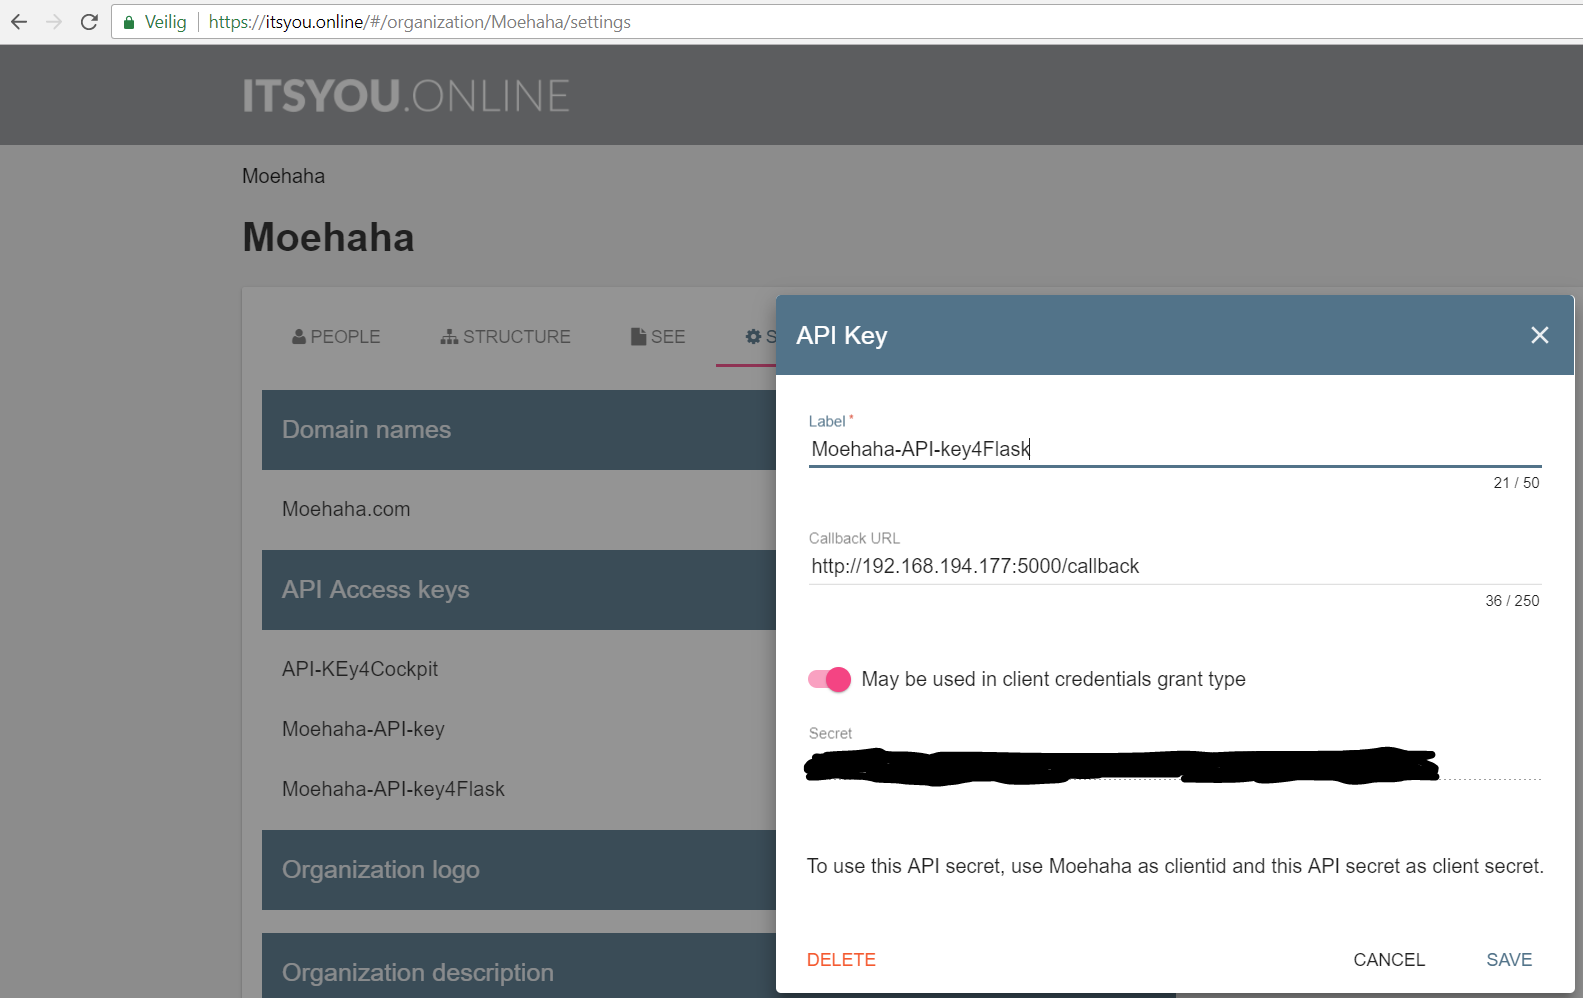 Veilig https://itsyou.online/#/organization/Moehaha/settings
ITSYOU.ONLINE
Moehaha
Moehaha
PEOPLE STRUCTURE SEE S
Domain names
Moehaha.com
API Access keys
API-KEy4Cockpit
Moehaha-API-key
Moehaha-API-key4Flask
Organization logo
Organization description
API Key
Label *
Moehaha-API-key4Flask
21 / 50
Callback URL
http://192.168.194.177:5000/callback
36 / 250
May be used in client credentials grant type
Secret
To use this API secret, use Moehaha as clientid and this API secret as client secret.
DELETE CANCEL SAVE